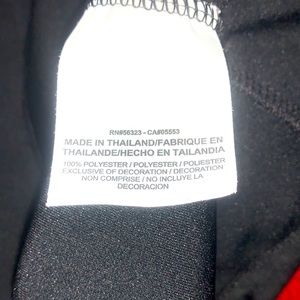 RN#56323 - CA#05553
MADE IN THAILAND/FABRIQUE EN
THAILANDE/HECHO EN TAILANDIA
100% POLYESTER / POLYESTER / POLIESTER
EXCLUSIVE OF DECORATION / DECORATION
NON COMPRISE / NO INCLUYE LA
DECORACION